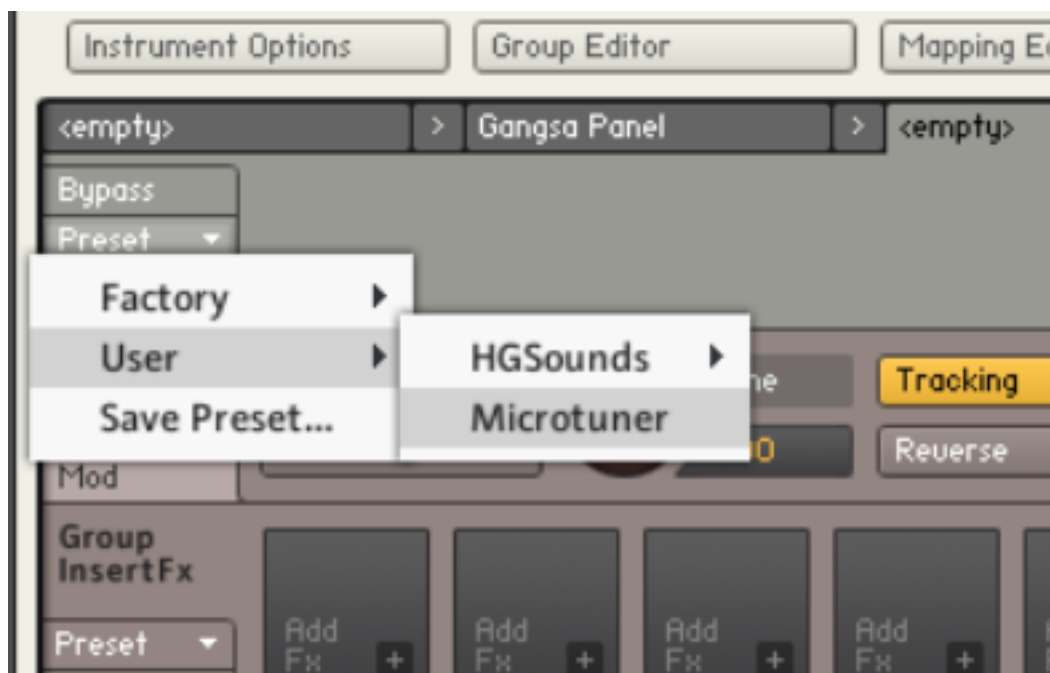 Instrument Options
Group Editor
Mapping
<empty>
>
Gangsa Panel
>
<empty>
Bypass
Preset
Factory
User
HGSounds
Tracking
Save Preset...
Microtuner
Reverse
Mod
Group
InsertFx
Preset
Add
Fx +
Add
Fx +
Add
Fx +
Add
Fx +